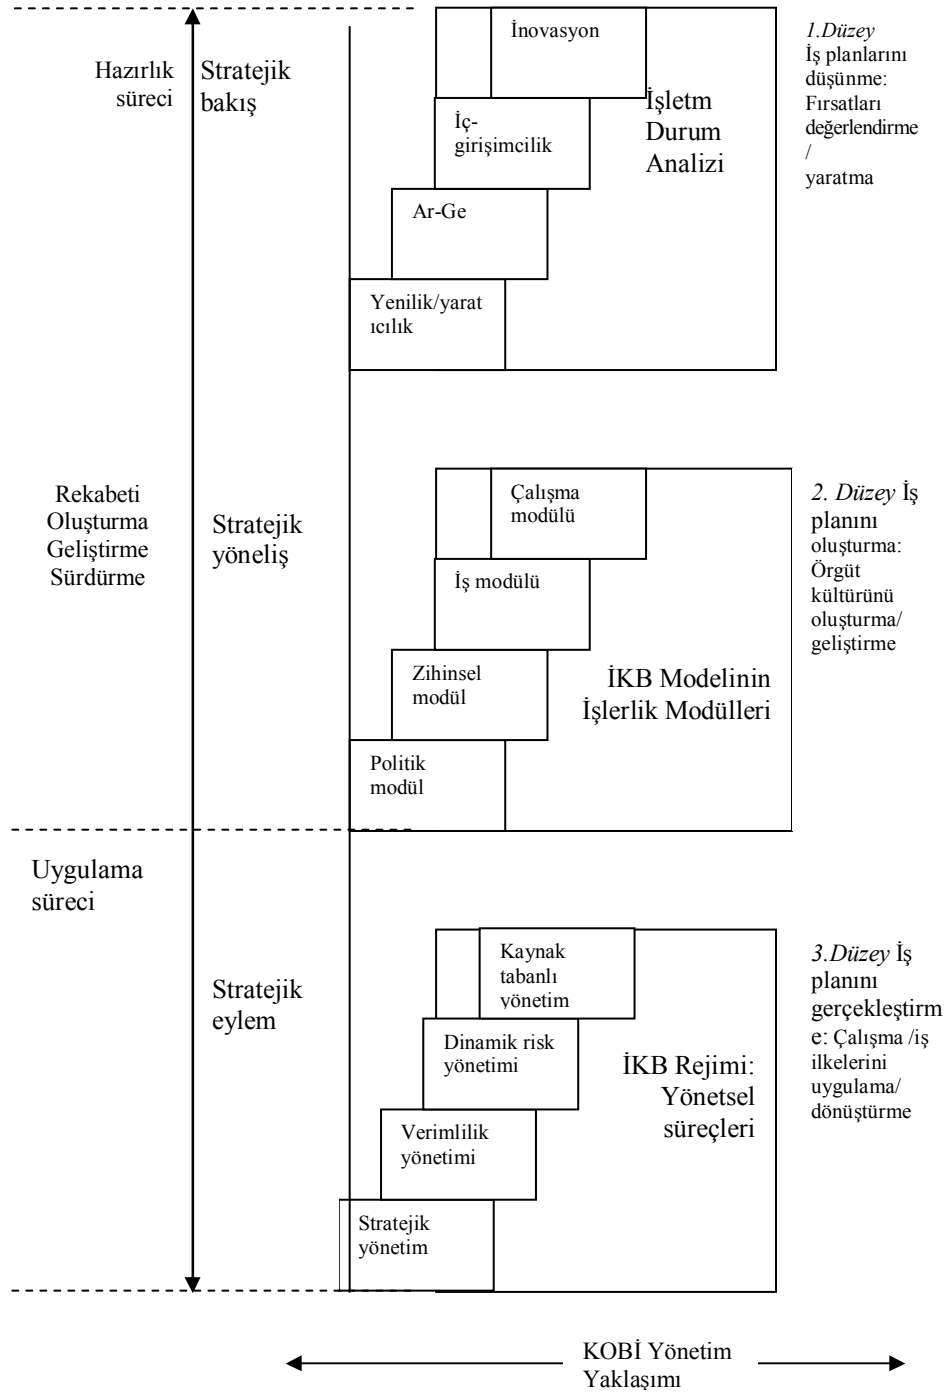 Hazırlık
süreci
Stratejik
bakış
İnovasyon
İç-
girişimcilik
Ar-Ge
Yenilik/yarat
ıcılık
İşletm
Durum
Analizi
1.Düzey
İş planlarını
düşünme:
Fırsatları
değerlendirme
/
yaratma
Rekabeti
Oluşturma
Geliştirme
Sürdürme
Stratejik
yöneliş
Çalışma
modülü
İş modülü
Zihinsel
modül
Politik
modül
İKB Modelinin
İşlerlik Modülleri
2. Düzey İş
planını
oluşturma:
Örgüt
kültürünü
oluşturma/
geliştirme
Uygulama
süreci
Stratejik
eylem
Kaynak
tabanlı
yönetim
Dinamik risk
yönetimi
Verimlilik
yönetimi
Stratejik
yönetim
İKB Rejimi:
Yönetsel
süreçleri
3.Düzey İş
planını
gerçekleştirm
e: Çalışma /iş
ilkelerini
uygulama/
dönüştürme
KOBİ Yönetim
Yaklaşımı